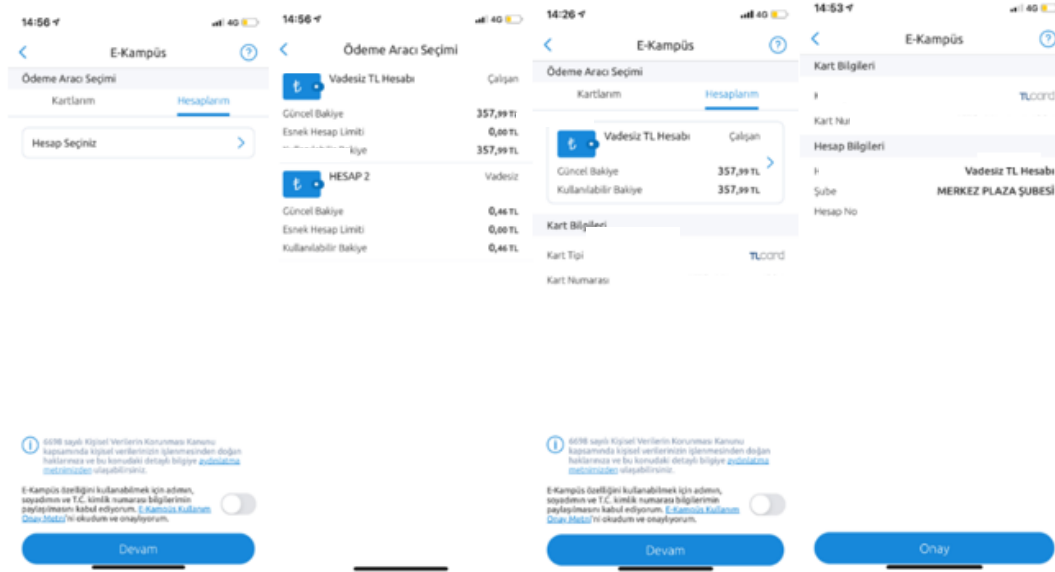 14:56
4G
E-Kampüs
?
Ödeme Aracı Seçimi
Kartlarım
Hesaplarım
Hesap Seçiniz
6698 sayılı Kişisel Verilerin Korunması Kanunu
kapsamında kişisel verilerinizin işlenmesinden doğan
haklarınıza ve bu konudaki detaylı bilgiye aydınlatma
metnimizden ulaşabilirsiniz.
E-Kampüs özelliğini kullanabilmek için adımın,
soyadımın ve T.C. kimlik numarası bilgilerimin
paylaşılmasını kabul ediyorum. E-Kampüs Kullanım
Onay Metni'ni okudum ve onaylıyorum.
Devam
14:56
4G
Ödeme Aracı Seçimi
Vadesiz TL Hesabı
Çalışan
Güncel Bakiye
357,99 TL
Esnek Hesap Limiti
0,00 TL
kiye
357,99 TL
HESAP 2
Vadesiz
Güncel Bakiye
0,46 TL
Esnek Hesap Limiti
0,00 TL
Kullanılabilir Bakiye
0,46 TL
14:26
4G
E-Kampüs
?
Ödeme Aracı Seçimi
Kartlarım
Hesaplarım
Vadesiz TL Hesabı
Çalışan
Güncel Bakiye
357,99 TL
Kullanılabilir Bakiye
357,99 TL
Kart Bilgileri
Kart Tipi
TLcard
Kart Numarası
6698 sayılı Kişisel Verilerin Korunması Kanunu
kapsamında kişisel verilerinizin işlenmesinden doğan
haklarınıza ve bu konudaki detaylı bilgiye aydınlatma
metnimizden ulaşabilirsiniz.
E-Kampüs özelliğini kullanabilmek için adımın,
soyadımın ve T.C. kimlik numarası bilgilerimin
paylaşılmasını kabul ediyorum. E-Kampüs Kullanım
Onay Metni'ni okudum ve onaylıyorum.
Devam
14:53
4G
E-Kampüs
?
Kart Bilgileri
TLcard
Kart Nu
Hesap Bilgileri
Vadesiz TL Hesabı
Şube
MERKEZ PLAZA ŞUBESİ
Hesap No
Onay